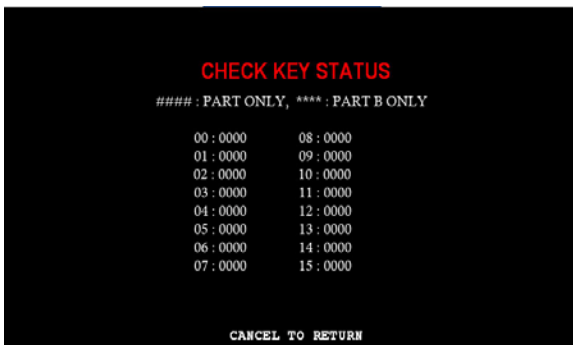 CHECK KEY STATUS
#### : PART ONLY, **** : PART B ONLY
00 : 0000 08 : 0000
01 : 0000 09 : 0000
02 : 0000 10 : 0000
03 : 0000 11 : 0000
04 : 0000 12 : 0000
05 : 0000 13 : 0000
06 : 0000 14 : 0000
07 : 0000 15 : 0000
CANCEL TO RETURN